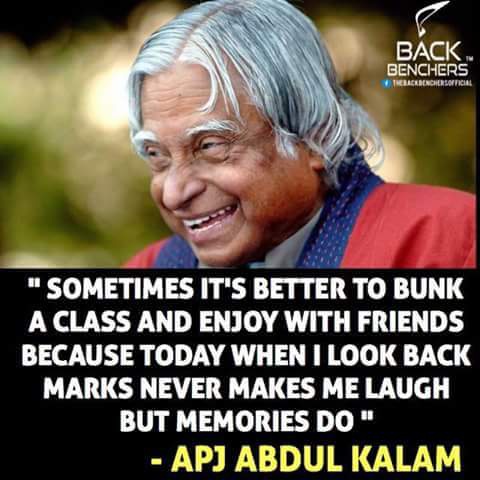 BACK
BENCHERS
TM
f THEBACKBENCHERSOFFICIAL
" SOMETIMES IT'S BETTER TO BUNK
A CLASS AND ENJOY WITH FRIENDS
BECAUSE TODAY WHEN I LOOK BACK
MARKS NEVER MAKES ME LAUGH
BUT MEMORIES DO "
- APJ ABDUL KALAM